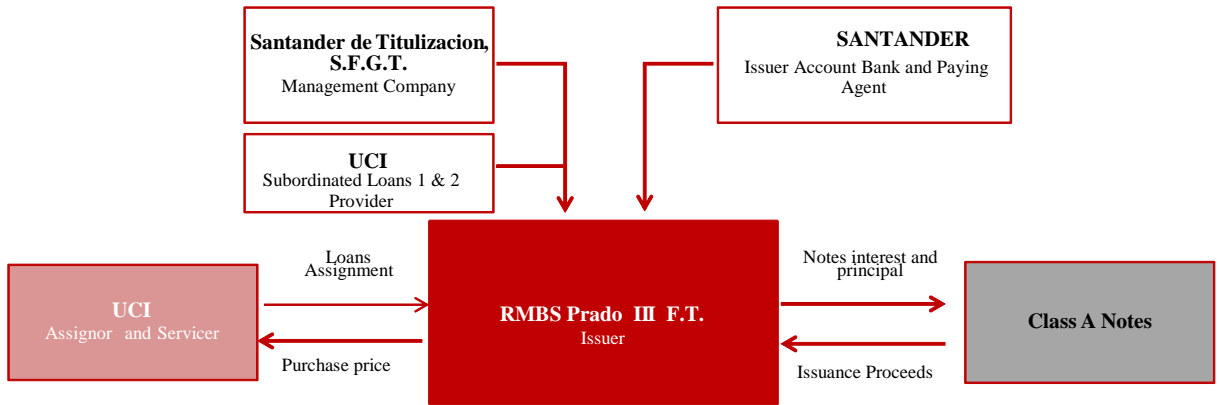 Santander de Titulizacion,
S.F.G.T.
Management Company
SANTANDER
Issuer Account Bank and Paying
Agent
UCI
Subordinated Loans 1 & 2
Provider
Loans
Assignment
Notes interest and
principal
UCI
Assignor and Servicer
RMBS Prado III F.T.
Issuer
Class A Notes
Purchase price
Issuance Proceeds